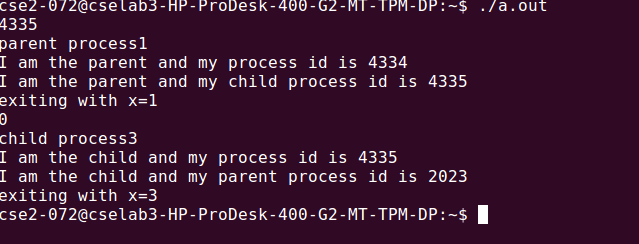 cse2-072@cselab3-HP-ProDesk-400-G2-MT-TPM-DP:~$ ./a.out
4335
parent process1
I am the parent and my process id is 4334
I am the parent and my child process id is 4335
exiting with x=1
0
child process3
I am the child and my process id is 4335
I am the child and my parent process id is 2023
exiting with x=3
cse2-072@cselab3-HP-ProDesk-400-G2-MT-TPM-DP:~$